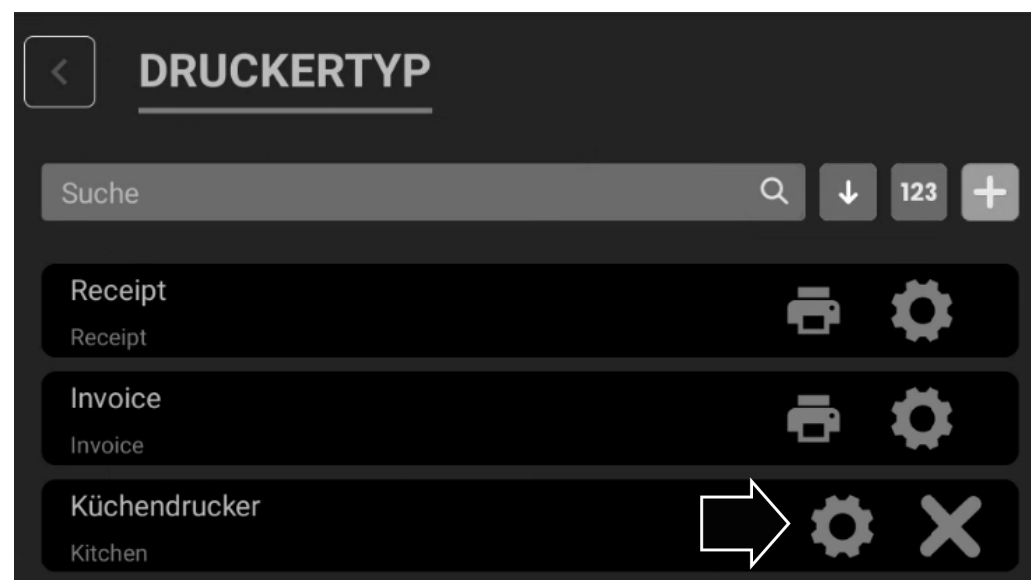 DRUCKERTYP
Suche
123
Receipt
Receipt
Invoice
Invoice
Küchendrucker
Kitchen